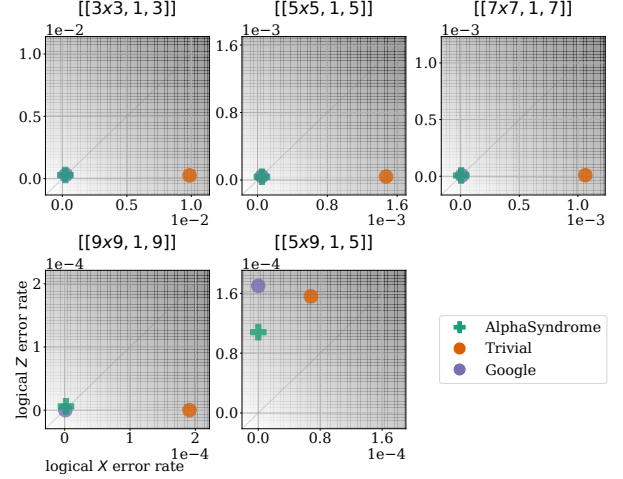 [[3x3, 1, 3]]
1e−2
1.0
0.5
0.0
0.0 0.5 1.0
1e−2
[[5x5, 1, 5]]
1e−3
1.6
0.8
0.0
0.0 0.8 1.6
1e−3
[[7x7, 1, 7]]
1e−3
1.0
0.5
0.0
0.0 0.5 1.0
1e−3
[[9x9, 1, 9]]
1e−4
2
1
0
0 1 2
1e−4
logical Z error rate
logical X error rate
[[5x9, 1, 5]]
1e−4
1.6
0.8
0.0
0.0 0.8 1.6
1e−4
AlphaSyndrome
Trivial
Google